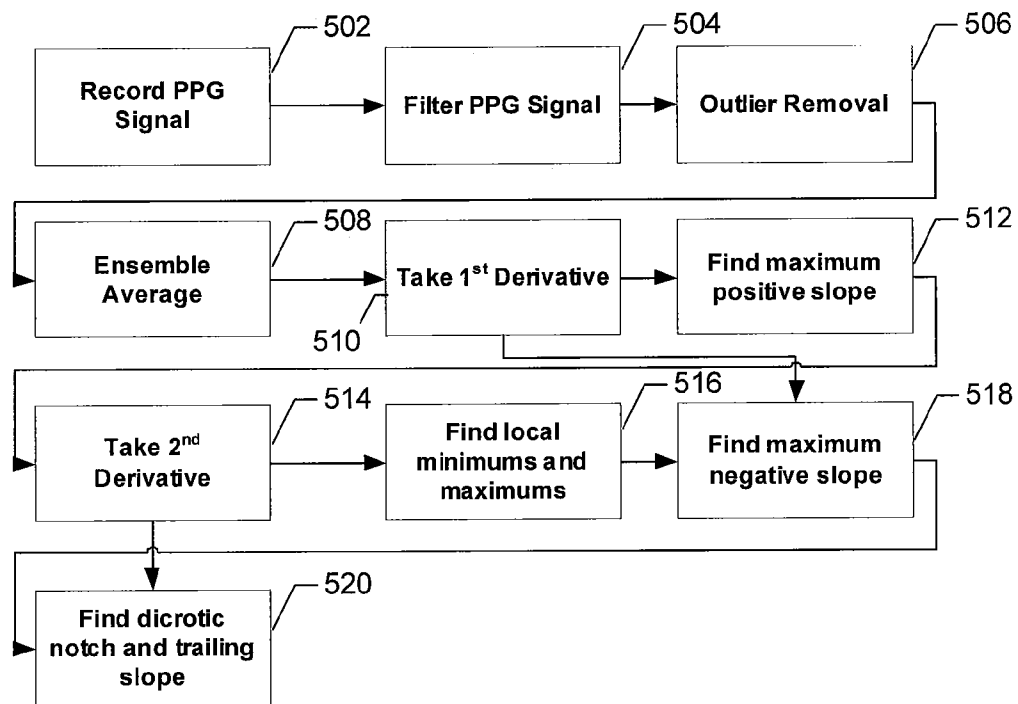 502
Record PPG
Signal
504
Filter PPG Signal
506
Outlier Removal
508
Ensemble
Average
510
Take 1st Derivative
512
Find maximum
positive slope
514
Take 2nd
Derivative
516
Find local
minimums and
maximums
518
Find maximum
negative slope
520
Find dicrotic
notch and trailing
slope